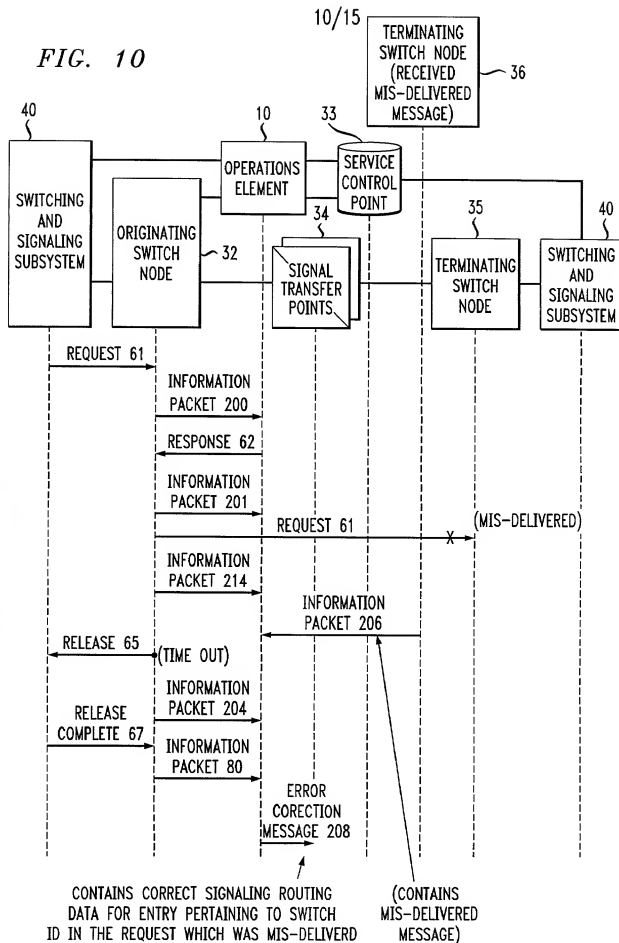 FIG. 10
10/15
TERMINATING
SWITCH NODE
(RECEIVED
MIS-DELIVERED
MESSAGE)
36
40
SWITCHING
AND
SIGNALING
SUBSYSTEM
ORIGINATING
SWITCH
NODE
32
10
OPERATIONS
ELEMENT
33
SERVICE
CONTROL
POINT
34
SIGNAL
TRANSFER
POINTS
35
TERMINATING
SWITCH
NODE
40
SWITCHING
AND
SIGNALING
SUBSYSTEM
REQUEST 61
INFORMATION
PACKET 200
RESPONSE 62
INFORMATION
PACKET 201
REQUEST 61
X
(MIS-DELIVERED)
INFORMATION
PACKET 214
INFORMATION
PACKET 206
RELEASE 65
(TIME OUT)
INFORMATION
PACKET 204
RELEASE
COMPLETE 67
INFORMATION
PACKET 80
ERROR
CORECTION
MESSAGE 208
CONTAINS CORRECT SIGNALING ROUTING
DATA FOR ENTRY PERTAINING TO SWITCH
ID IN THE REQUEST WHICH WAS MIS-DELIVERD
(CONTAINS
MIS-DELIVERED
MESSAGE)